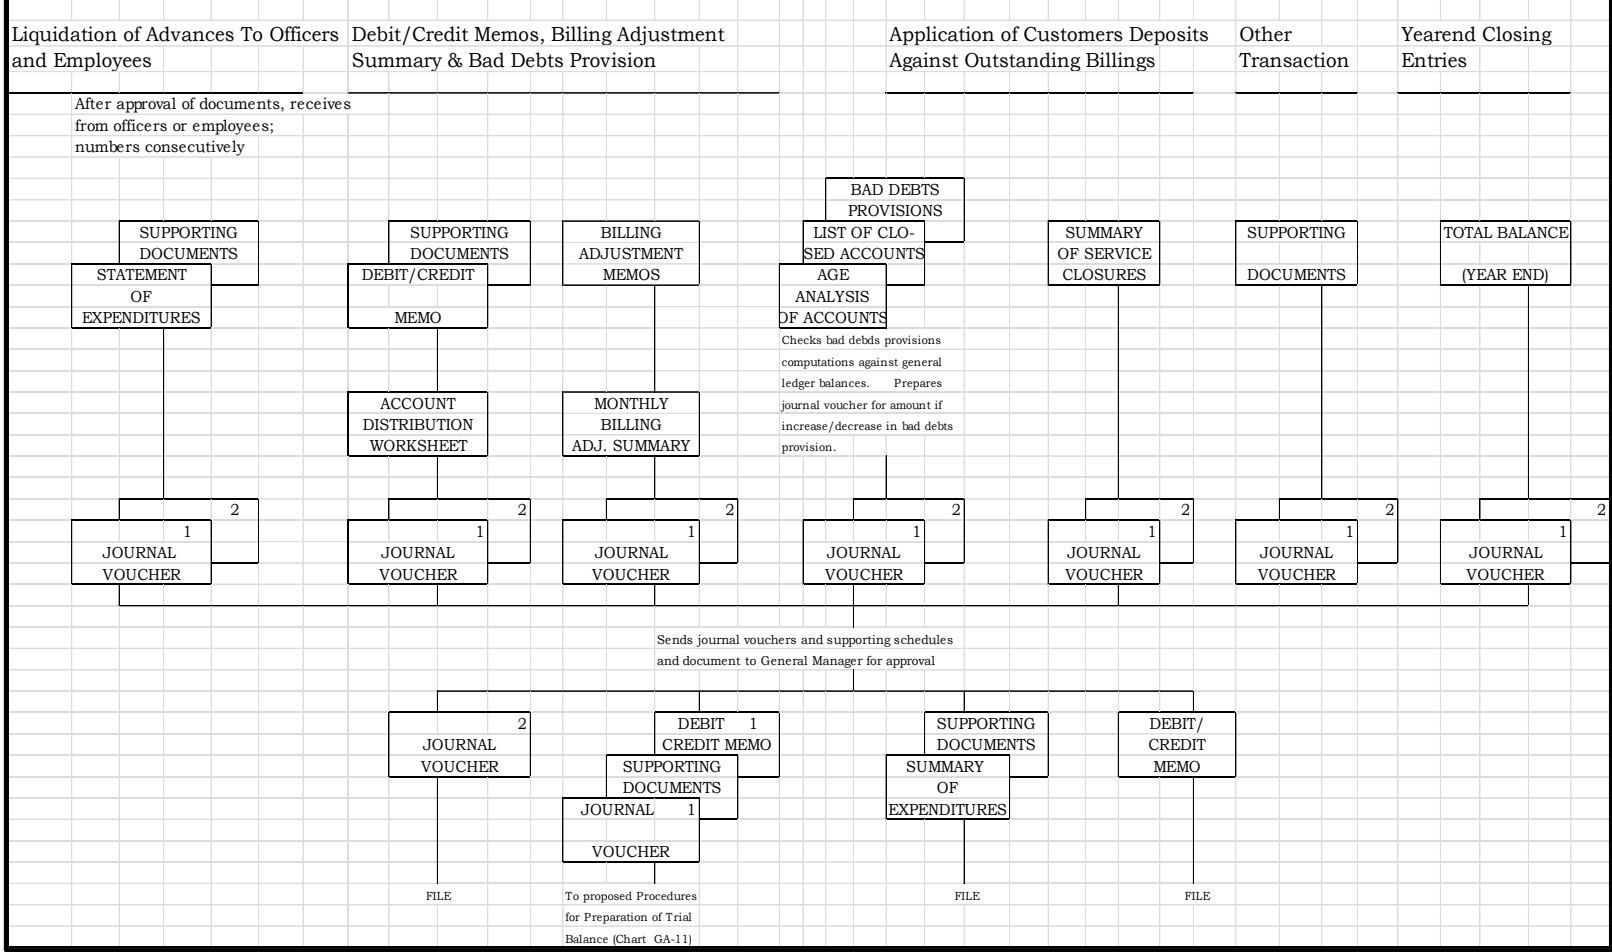 Liquidation of Advances To Officers
and Employees
Debit/Credit Memos, Billing Adjustment
Summary & Bad Debts Provision
Application of Customers Deposits
Against Outstanding Billings
Other
Transaction
Yearend Closing
Entries
After approval of documents, receives
from officers or employees;
numbers consecutively
SUPPORTING
DOCUMENTS
STATEMENT
OF
EXPENDITURES
SUPPORTING
DOCUMENTS
DEBIT/CREDIT
MEMO
BILLING
ADJUSTMENT
MEMOS
BAD DEBTS
PROVISIONS
LIST OF CLO-
SED ACCOUNTS
AGE
ANALYSIS
OF ACCOUNTS
SUMMARY
OF SERVICE
CLOSURES
SUPPORTING
DOCUMENTS
TOTAL BALANCE
(YEAR END)
Checks bad debds provisions
computations against general
ledger balances. Prepares
journal voucher for amount if
increase/decrease in bad debts
provision.
ACCOUNT
DISTRIBUTION
WORKSHEET
MONTHLY
BILLING
ADJ. SUMMARY
2
1
JOURNAL
VOUCHER
2
1
JOURNAL
VOUCHER
2
1
JOURNAL
VOUCHER
2
1
JOURNAL
VOUCHER
2
1
JOURNAL
VOUCHER
2
1
JOURNAL
VOUCHER
2
1
JOURNAL
VOUCHER
Sends journal vouchers and supporting schedules
and document to General Manager for approval
2
JOURNAL
VOUCHER
DEBIT 1
CREDIT MEMO
SUPPORTING
DOCUMENTS
JOURNAL 1
VOUCHER
SUPPORTING
DOCUMENTS
SUMMARY
OF
EXPENDITURES
DEBIT/
CREDIT
MEMO
FILE
To proposed Procedures
for Preparation of Trial
Balance (Chart GA-11)
FILE
FILE